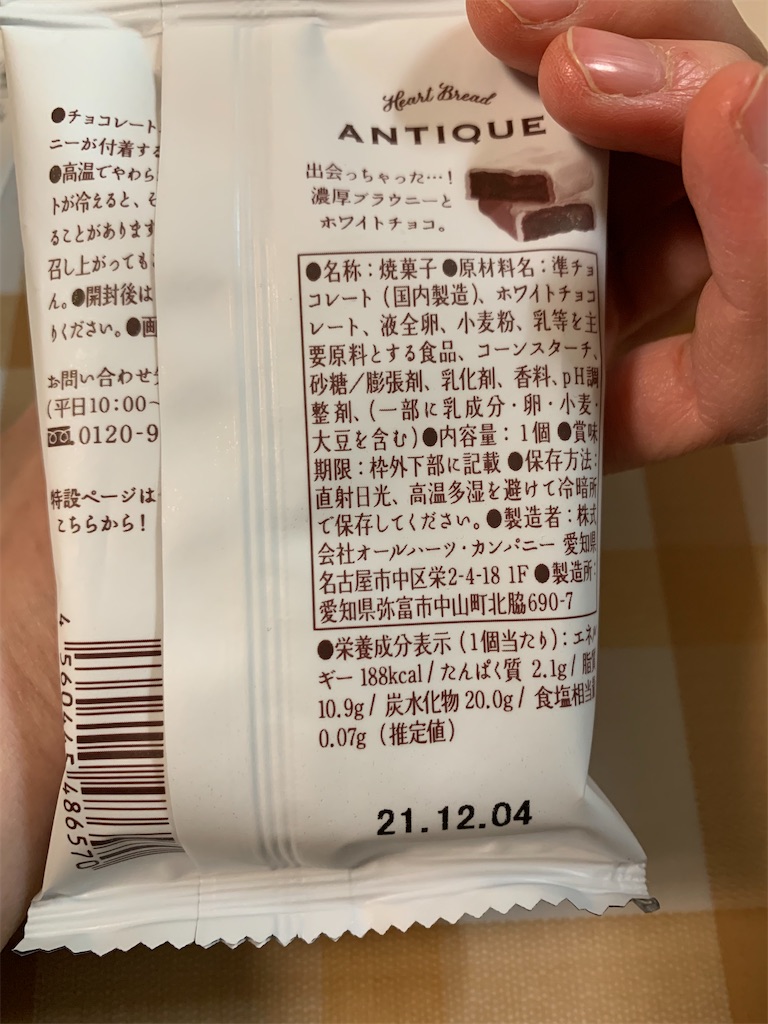 ●チョコレート
ニーが付着する
●高温でやわら
トが冷えると、そ
ることがあります
召し上がっても
ん。●開封後は
りください。●画
お問い合わせ先
(平日10:00~
0120-9
特設ページは
こちらから!
4 560445 486570
Heart Bread
ANTIQUE
出会っちゃった…!
濃厚ブラウニーと
ホワイトチョコ。
●名称:焼菓子●原材料名:準チョ
コレート(国内製造)、ホワイトチョコ
レート、液全卵、小麦粉、乳等を主
要原料とする食品、コーンスターチ、
砂糖/膨張剤、乳化剤、香料、pH調
整剤、(一部に乳成分・卵・小麦・
大豆を含む)●内容量:1個●賞味
期限:枠外下部に記載●保存方法:
直射日光、高温多湿を避けて冷暗所
で保存してください。●製造者:株式
会社オールハーツ・カンパニー 愛知県
名古屋市中区栄2-4-18 1F●製造所:
愛知県弥富市中山町北脇690-7
●栄養成分表示(1個当たり):エネル
ギー 188kcal/たんぱく質 2.1g/脂質
10.9g/炭水化物 20.0g/食塩相当量
0.07g(推定値)
21.12.04